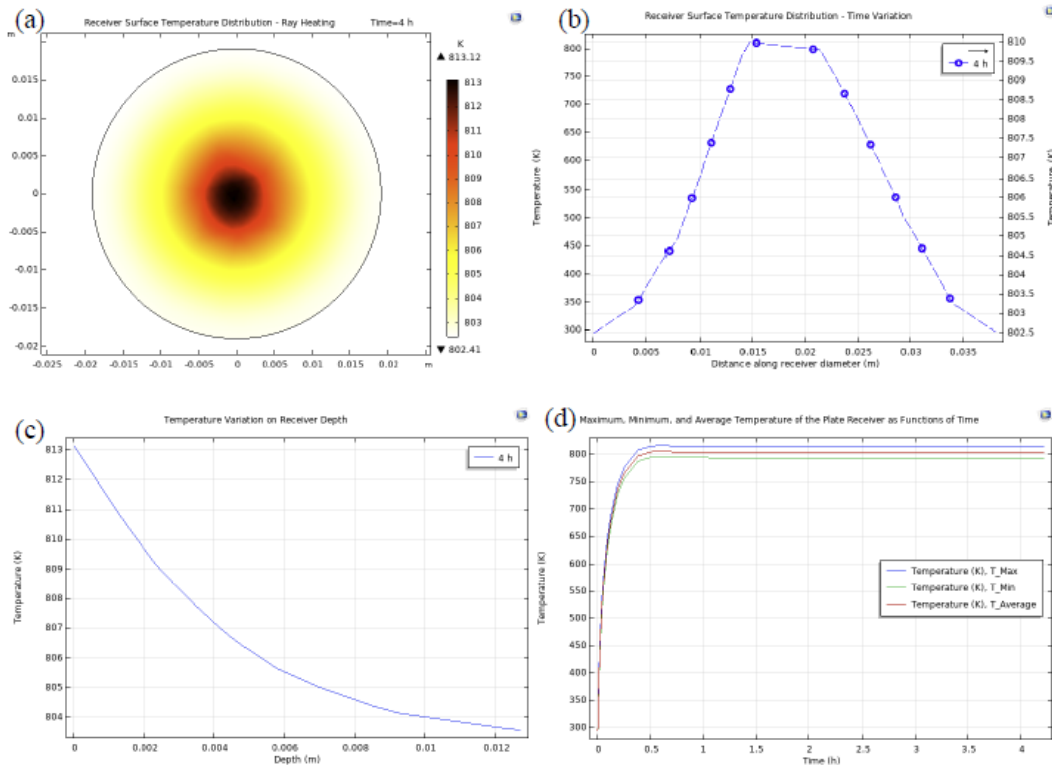 (a)
Receiver Surface Temperature Distribution - Ray Heating Time=4 h
m
K
▲ 813.12
0.015
0.01
0.005
0
-0.005
-0.01
-0.015
-0.02
813
812
811
810
809
808
807
806
805
804
803
▼ 802.41
-0.025 -0.02 -0.015 -0.01 -0.005 0 0.005 0.01 0.015 0.02 m
(b)
Receiver Surface Temperature Distribution - Time Variation
Temperature (K)
800
750
700
650
600
550
500
450
400
350
300
4 h
810
809.5
809
808.5
808
807.5
807
806.5
806
805.5
805
804.5
804
803.5
803
802.5
Temperature (K)
0 0.005 0.01 0.015 0.02 0.025 0.03 0.035
Distance along receiver diameter (m)
(c)
Temperature Variation on Receiver Depth
Temperature (K)
813
812
811
810
809
808
807
806
805
804
4 h
0 0.002 0.004 0.006 0.008 0.01 0.012
Depth (m)
(d)
Maximum, Minimum, and Average Temperature of the Plate Receiver as Functions of Time
Temperature (K)
800
750
700
650
600
550
500
450
400
350
300
Temperature (K), T_Max
Temperature (K), T_Min
Temperature (K), T_Average
0 0.5 1 1.5 2 2.5 3 3.5 4
Time (h)